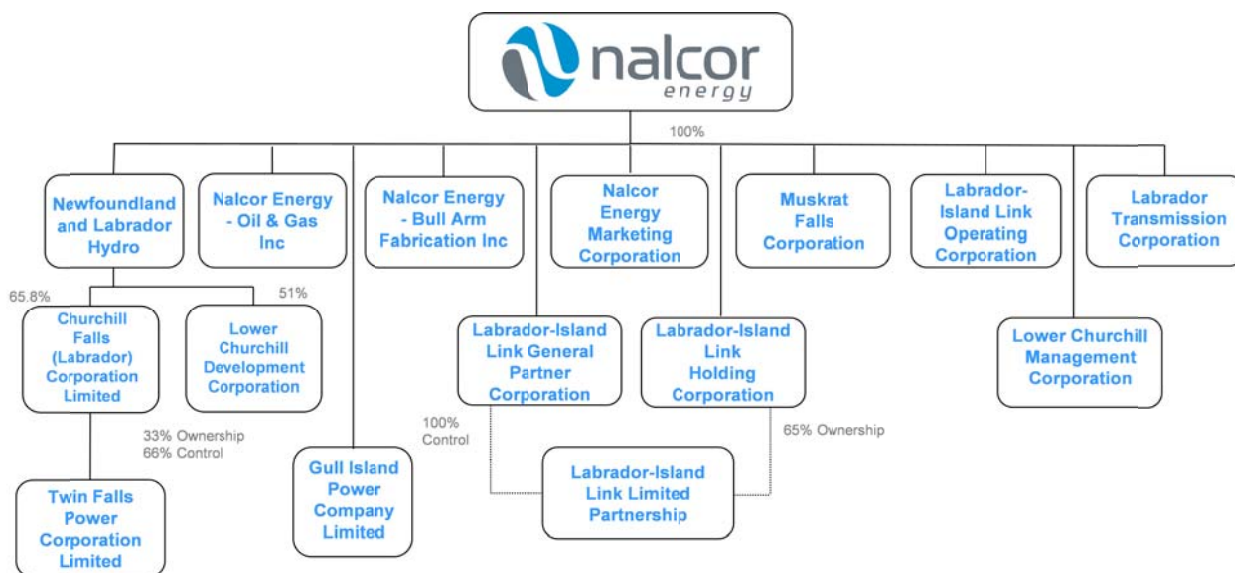 nalcor
energy
100%
Newfoundland
and Labrador
Hydro
Nalcor Energy
- Oil & Gas
Inc
Nalcor Energy
- Bull Arm
Fabrication Inc
Nalcor
Energy
Marketing
Corporation
Muskrat
Falls
Corporation
Labrador-
Island Link
Operating
Corporation
Labrador
Transmission
Corporation
65.8%
51%
Churchill
Falls
(Labrador)
Corporation
Limited
Lower
Churchill
Development
Corporation
Labrador-Island
Link General
Partner
Corporation
Labrador-Island
Link
Holding
Corporation
Lower Churchill
Management
Corporation
33% Ownership
66% Control
100%
Control
65% Ownership
Twin Falls
Power
Corporation
Limited
Gull Island
Power
Company
Limited
Labrador-Island
Link Limited
Partnership